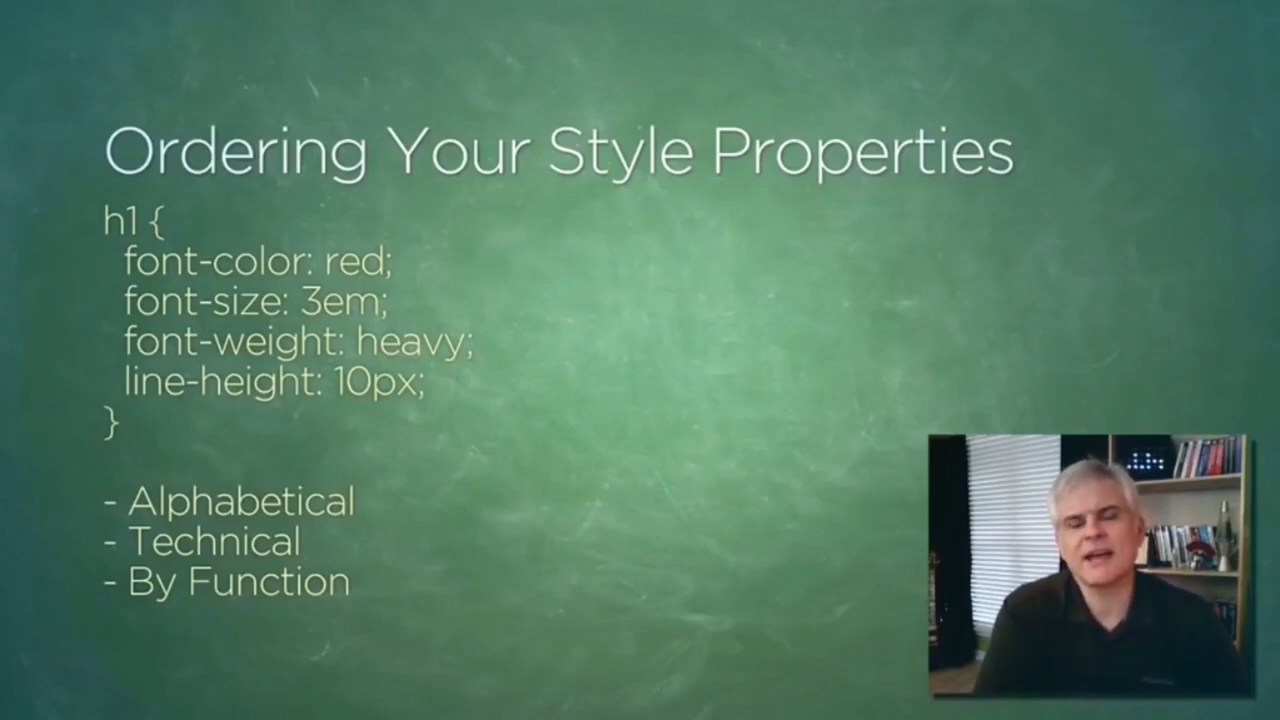 Ordering Your Style Properties
h1 {
font-color: red;
font-size: 3em;
font-weight: heavy;
line-height: 10px;
}
- Alphabetical
- Technical
- By Function